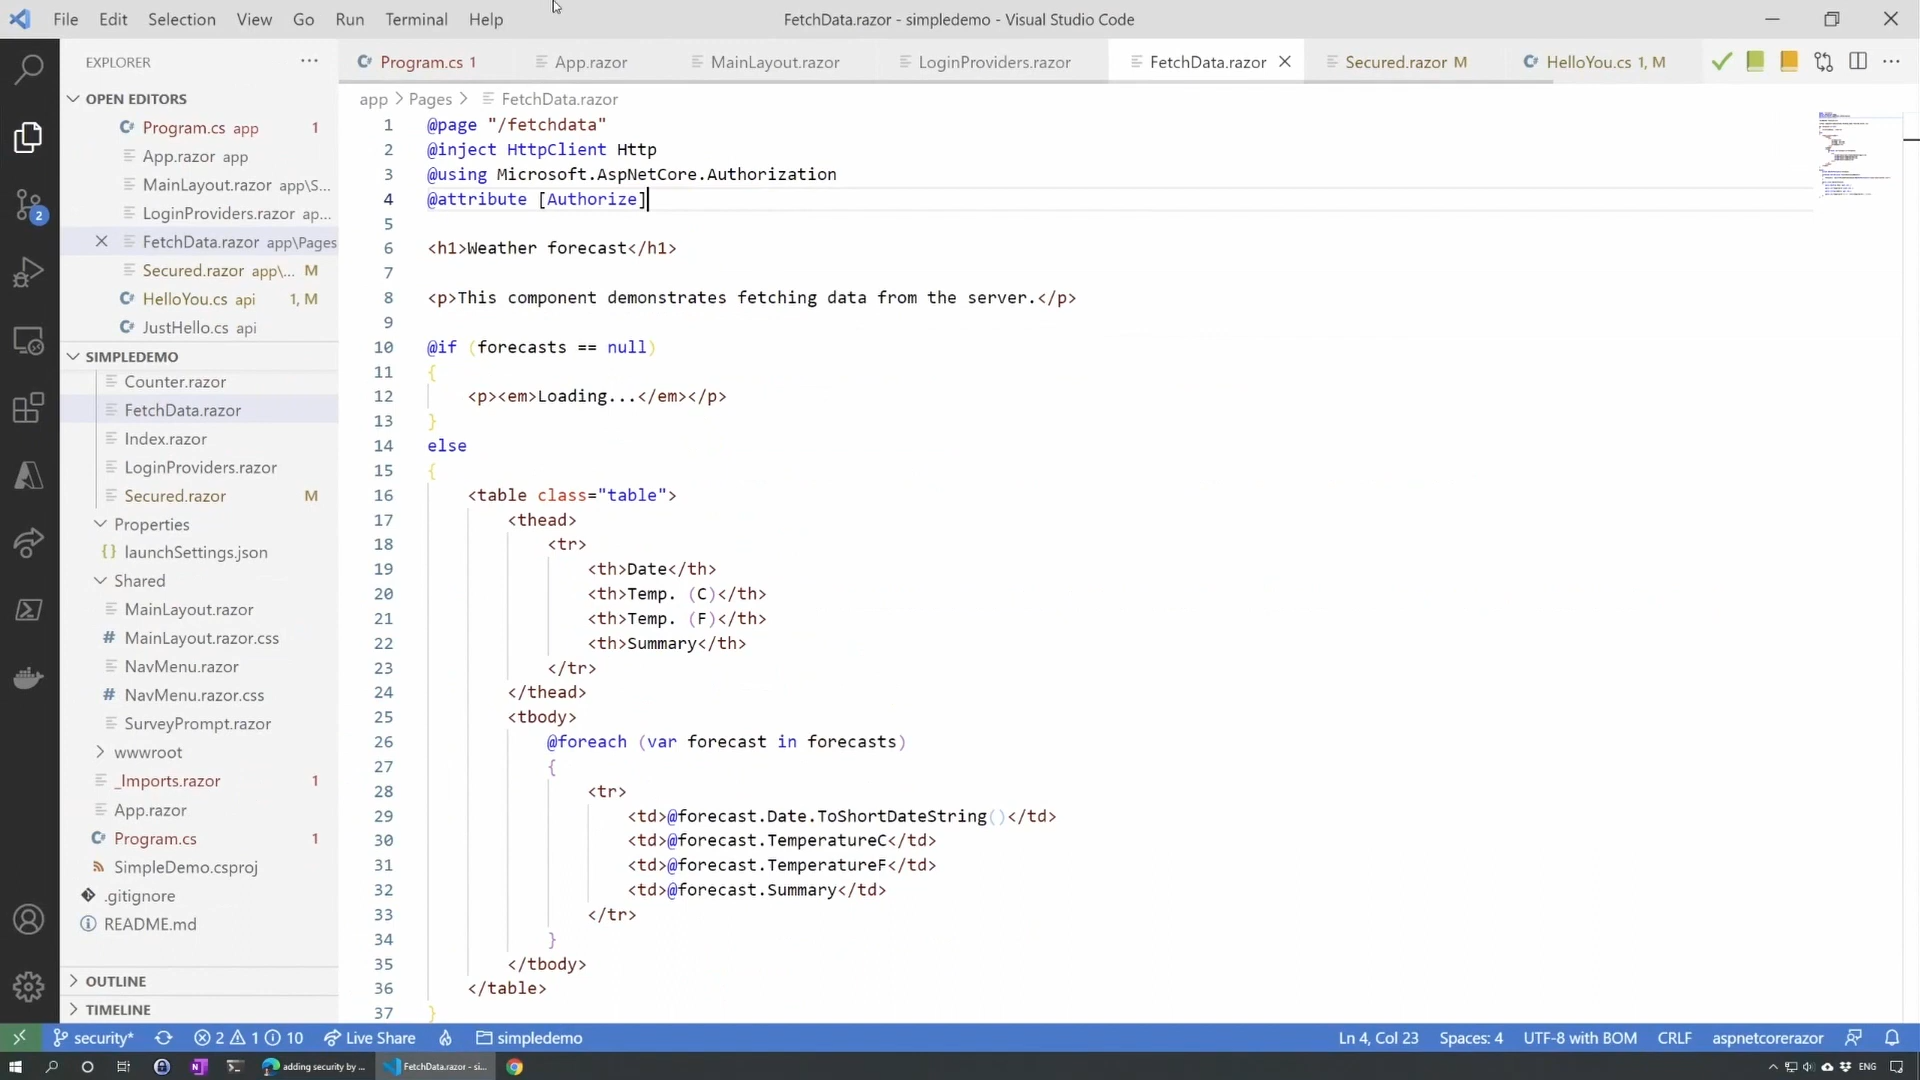 File Edit Selection View Go Run Terminal Help
FetchData.razor - simpledemo - Visual Studio Code
EXPLORER
Program.cs 1
App.razor
MainLayout.razor
LoginProviders.razor
FetchData.razor
Secured.razor M
HelloYou.cs 1, M
OPEN EDITORS
Program.cs app 1
App.razor app
MainLayout.razor app\S...
LoginProviders.razor ap...
FetchData.razor app\Pages
Secured.razor app\... M
HelloYou.cs api 1, M
JustHello.cs api
SIMPLEDEMO
Counter.razor
FetchData.razor
Index.razor
LoginProviders.razor
Secured.razor M
Properties
launchSettings.json
Shared
MainLayout.razor
MainLayout.razor.css
NavMenu.razor
NavMenu.razor.css
SurveyPrompt.razor
wwwroot
_Imports.razor 1
App.razor
Program.cs 1
SimpleDemo.csproj
.gitignore
README.md
OUTLINE
TIMELINE
2
app > Pages > FetchData.razor
1 @page "/fetchdata"
2 @inject HttpClient Http
3 @using Microsoft.AspNetCore.Authorization
4 @attribute [Authorize]
5
6 <h1>Weather forecast</h1>
7
8 <p>This component demonstrates fetching data from the server.</p>
9
10 @if (forecasts == null)
11 {
12 <p><em>Loading...</em></p>
13 }
14 else
15 {
16 <table class="table">
17 <thead>
18 <tr>
19 <th>Date</th>
20 <th>Temp. (C)</th>
21 <th>Temp. (F)</th>
22 <th>Summary</th>
23 </tr>
24 </thead>
25 <tbody>
26 @foreach (var forecast in forecasts)
27 {
28 <tr>
29 <td>@forecast.Date.ToShortDateString()</td>
30 <td>@forecast.TemperatureC</td>
31 <td>@forecast.TemperatureF</td>
32 <td>@forecast.Summary</td>
33 </tr>
34 }
35 </tbody>
36 </table>
37 }
security* 2 1 10 Live Share simpledemo
Ln 4, Col 23 Spaces: 4 UTF-8 with BOM CRLF aspnetcorerazor
adding security by ...
FetchData.razor - si...
ENG